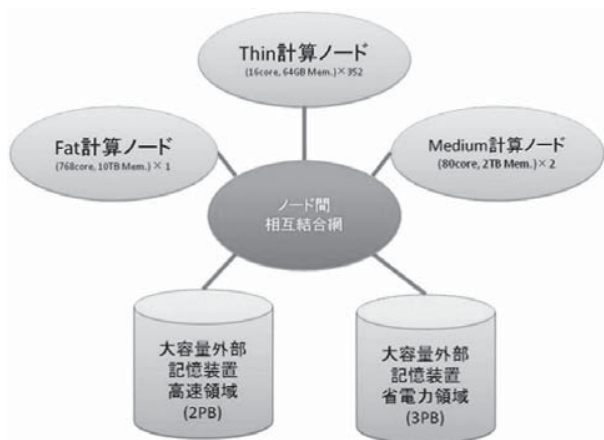 Thin計算ノード
(16core, 64GB Mem.)×352
Fat計算ノード
(768core, 10TB Mem.)×1
Medium計算ノード
(80core, 2TB Mem.)×2
ノード間
相互結合網
大容量外部
記憶装置
高速領域
(2PB)
大容量外部
記憶装置
省電力領域
(3PB)